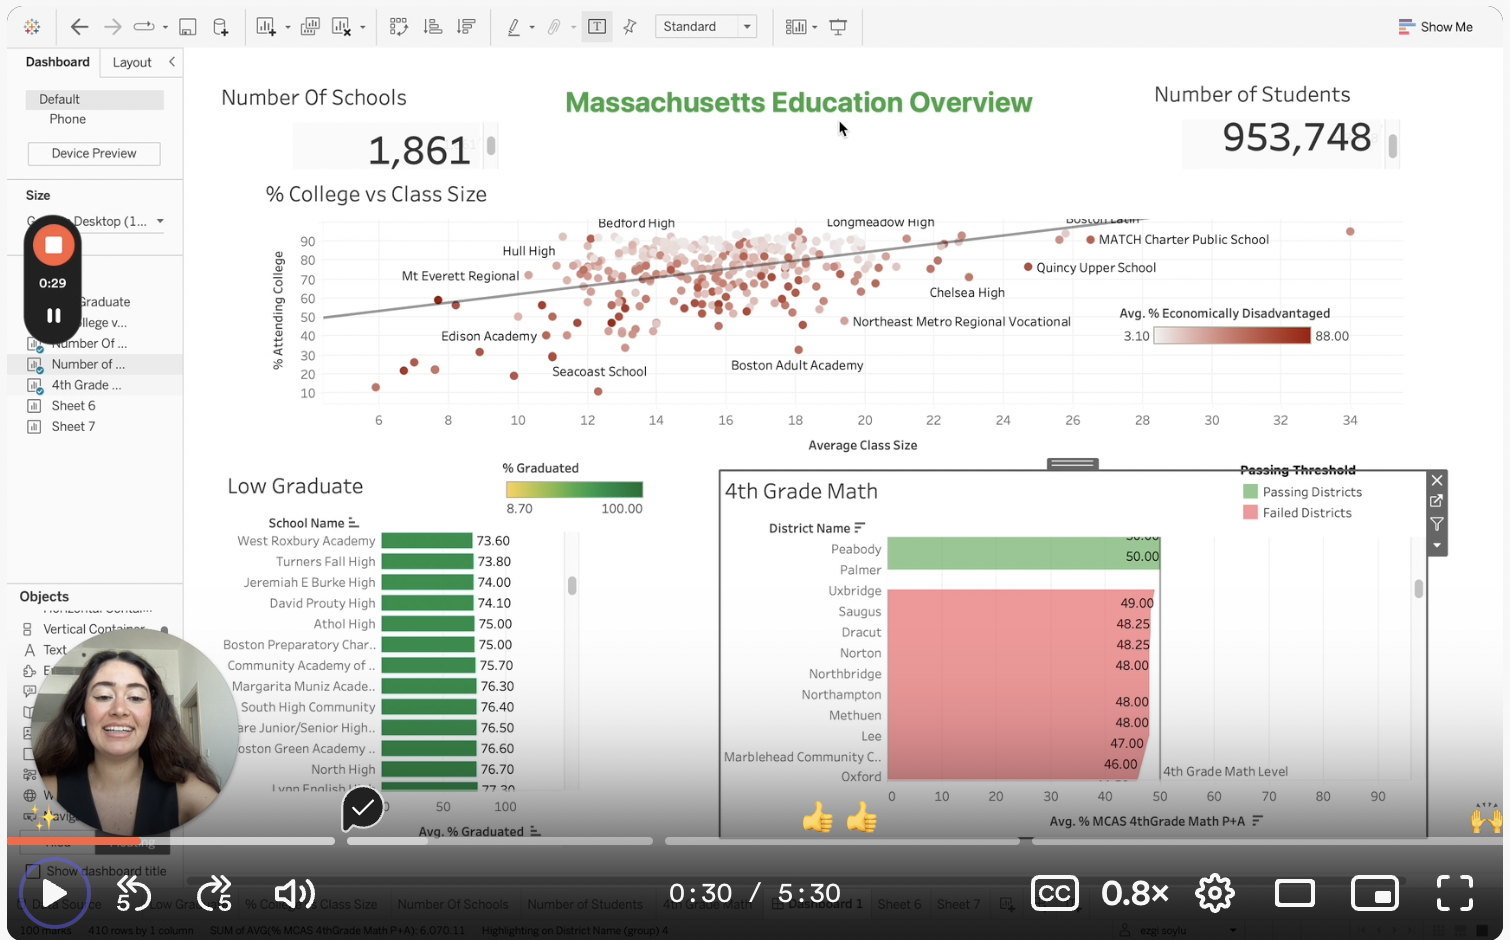 Standard
Show Me
Dashboard
Layout
Default
Phone
Device Preview
Size
Desktop (1...
0:29
Graduate
ollege v...
Number Of ...
Number of ...
4th Grade ...
Sheet 6
Sheet 7
Objects
Vertical Container
Text
Show dashboard title
Number Of Schools
1,861
Massachusetts Education Overview
Number of Students
953,748
% College vs Class Size
% Attending College
90
80
70
60
50
40
30
20
10
Bedford High
Longmeadow High
Boston Latin
Hull High
MATCH Charter Public School
Mt Everett Regional
Quincy Upper School
Chelsea High
Edison Academy
Northeast Metro Regional Vocational
Seacoast School
Boston Adult Academy
Avg. % Economically Disadvantaged
3.10 88.00
6 8 10 12 14 16 18 20 22 24 26 28 30 32 34
Average Class Size
Low Graduate
% Graduated
8.70 100.00
School Name
West Roxbury Academy 73.60
Turners Fall High 73.80
Jeremiah E Burke High 74.00
David Prouty High 74.10
Athol High 75.00
Boston Preparatory Char.. 75.00
Community Academy of .. 75.70
Margarita Muniz Acade.. 76.30
South High Community 76.40
are Junior/Senior High.. 76.50
oston Green Academy .. 76.60
North High 76.70
Lynn English High 77.30
0 50 100
Avg. % Graduated
4th Grade Math
Passing Threshold
Passing Districts
Failed Districts
District Name
Peabody
50.00
50.00
Palmer
Uxbridge
49.00
Saugus
48.25
Dracut
48.25
Norton
48.00
Northbridge
Northampton
48.00
Methuen
48.00
Lee
47.00
Marblehead Community C..
46.00
Oxford
4th Grade Math Level
0 10 20 30 40 50 60 70 80 90
Avg. % MCAS 4thGrade Math P+A
5
5
0:30 / 5:30
CC
0.8×
Data Source
Low Graduate
% College vs Class Size
Number Of Schools
Number of Students
4th Grade Math
Dashboard 1
Sheet 6
Sheet 7
100 marks
410 rows by 1 column
SUM of AVG(% MCAS 4thGrade Math P+A): 6,070.11
Highlighting on District Name (group) 4
ezgi soylu